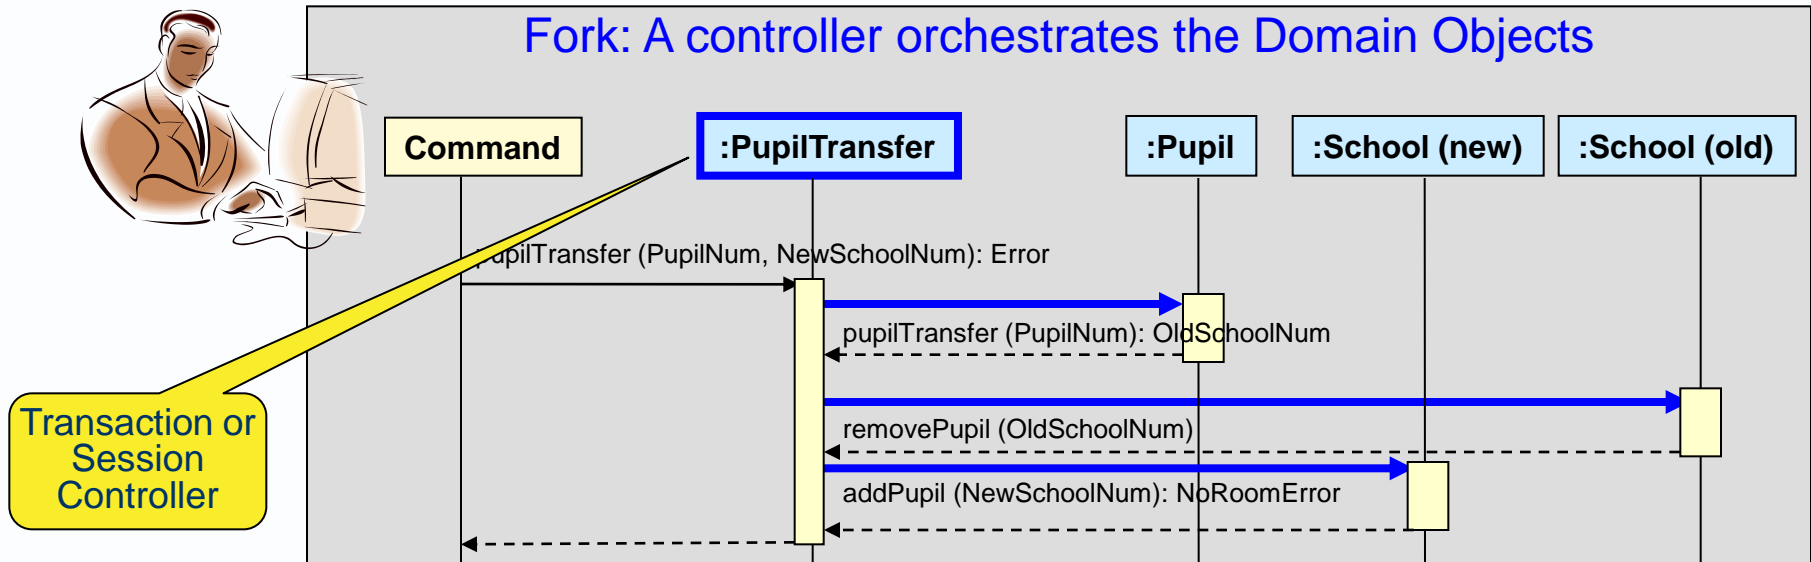 Fork: A controller orchestrates the Domain Objects
Command
:PupilTransfer
:Pupil
:School (new)
:School (old)
pupilTransfer (PupilNum, NewSchoolNum): Error
pupilTransfer (PupilNum): OldSchoolNum
removePupil (OldSchoolNum)
addPupil (NewSchoolNum): NoRoomError
Transaction or
Session
Controller